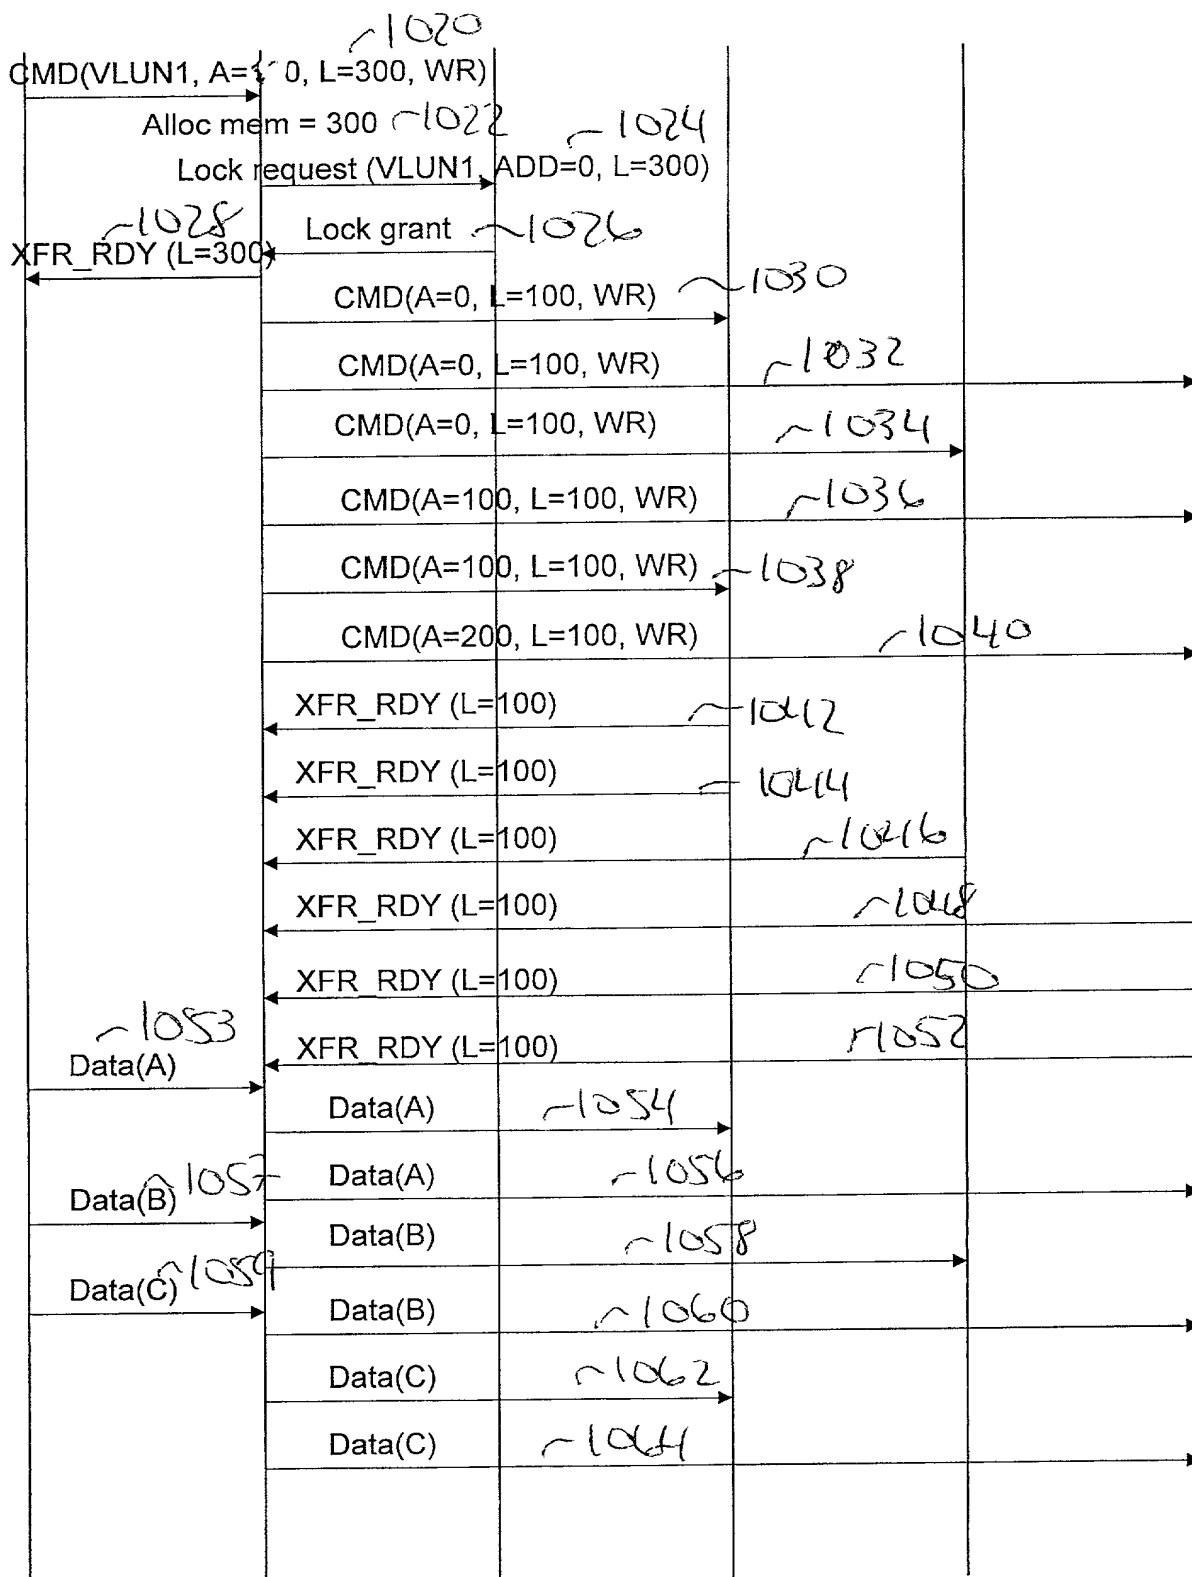 ~1020
CMD(VLUN1, A= 0, L=300, WR)
Alloc mem = 300 ~1022
~1024
Lock request (VLUN1, ADD=0, L=300)
~1028
Lock grant ~1026
XFR_RDY (L=300)
CMD(A=0, L=100, WR) ~1030
CMD(A=0, L=100, WR) ~1032
CMD(A=0, L=100, WR) ~1034
CMD(A=100, L=100, WR) ~1036
CMD(A=100, L=100, WR) ~1038
CMD(A=200, L=100, WR) ~1040
XFR_RDY (L=100) ~1042
XFR_RDY (L=100) ~1044
XFR_RDY (L=100) ~1046
XFR_RDY (L=100) ~1048
XFR_RDY (L=100) ~1050
~1053
XFR_RDY (L=100) ~1052
Data(A)
Data(A) ~1054
Data(A) ~1056
Data(B) ~1057
Data(B) ~1058
Data(C) ~1059
Data(B) ~1060
Data(C) ~1062
Data(C) ~1064